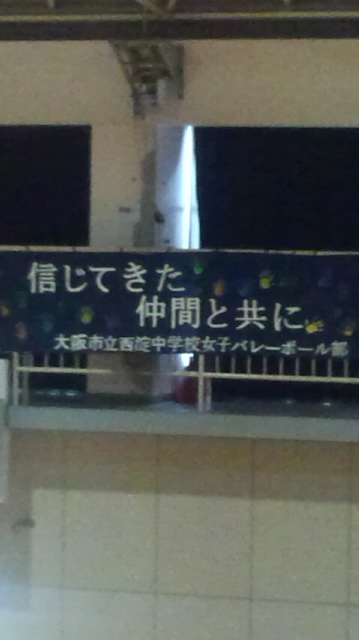 信じてきた
仲間と共に
大阪市立西淀中学校女子バレーボール部